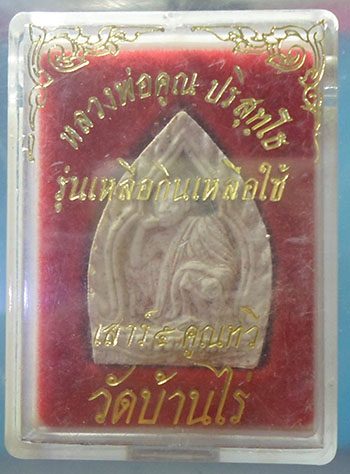 หลวงพ่อคูณ ปริสุทฺโธ
รุ่นเหลือกินเหลือใช้
เสาร์ ๕ คูณทวี
วัดบ้านไร่